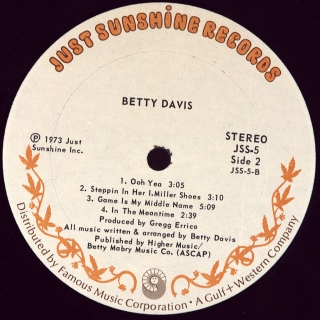 JUST SUNSHINE RECORDS
BETTY DAVIS
℗ 1973 Just
Sunshine Inc.
STEREO
JSS-5
Side 2
JSS-5-B
1. Ooh Yea 3:05
2. Steppin In Her I. Miller Shoes 3:10
3. Game Is My Middle Name 5:09
4. In The Meantime 2:39
Produced by Gregg Errico
All music written & arranged by Betty Davis
Published by Higher Music/
Betty Mabry Music Co. (ASCAP)
Distributed by Famous Music Corporation • A Gulf + Western Company